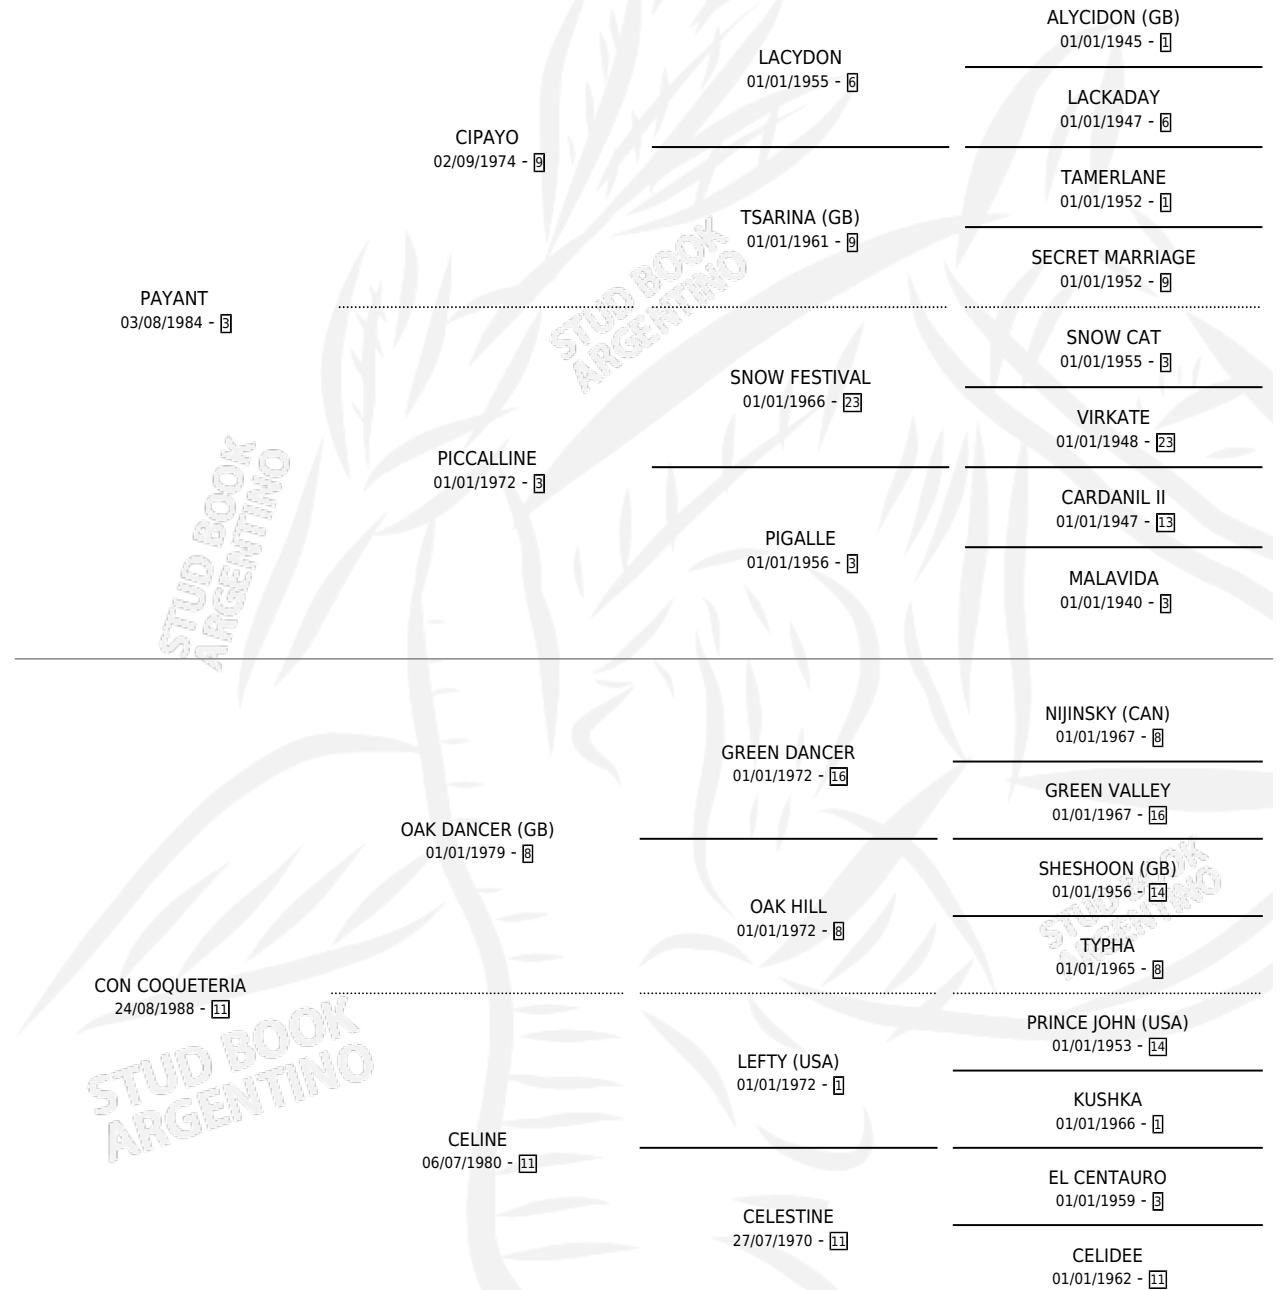 ALYCIDON (GB)
01/01/1945 - 1
LACYDON
01/01/1955 - 6
LACKADAY
01/01/1947 - 6
CIPAYO
02/09/1974 - 9
TAMERLANE
01/01/1952 - 1
TSARINA (GB)
01/01/1961 - 9
SECRET MARRIAGE
01/01/1952 - 9
PAYANT
03/08/1984 - 3
STUD BOOK
ARGENTINO
SNOW CAT
01/01/1955 - 3
SNOW FESTIVAL
01/01/1966 - 23
VIRKATE
01/01/1948 - 23
PICCALLINE
01/01/1972 - 3
CARDANIL II
01/01/1947 - 13
PIGALLE
01/01/1956 - 3
MALAVIDA
01/01/1940 - 3
STUD BOOK
ARGENTINO
NIJINSKY (CAN)
01/01/1967 - 8
GREEN DANCER
01/01/1972 - 16
GREEN VALLEY
01/01/1967 - 16
OAK DANCER (GB)
01/01/1979 - 8
SHESHOON (GB)
01/01/1956 - 14
OAK HILL
01/01/1972 - 8
STUD BOOK
ARGENTINO
TYPHA
01/01/1965 - 8
CON COQUETERIA
24/08/1988 - 11
PRINCE JOHN (USA)
01/01/1953 - 14
LEFTY (USA)
01/01/1972 - 1
KUSHKA
01/01/1966 - 1
STUD BOOK
ARGENTINO
CELINE
06/07/1980 - 11
EL CENTAURO
01/01/1959 - 3
CELESTINE
27/07/1970 - 11
CELIDEE
01/01/1962 - 11